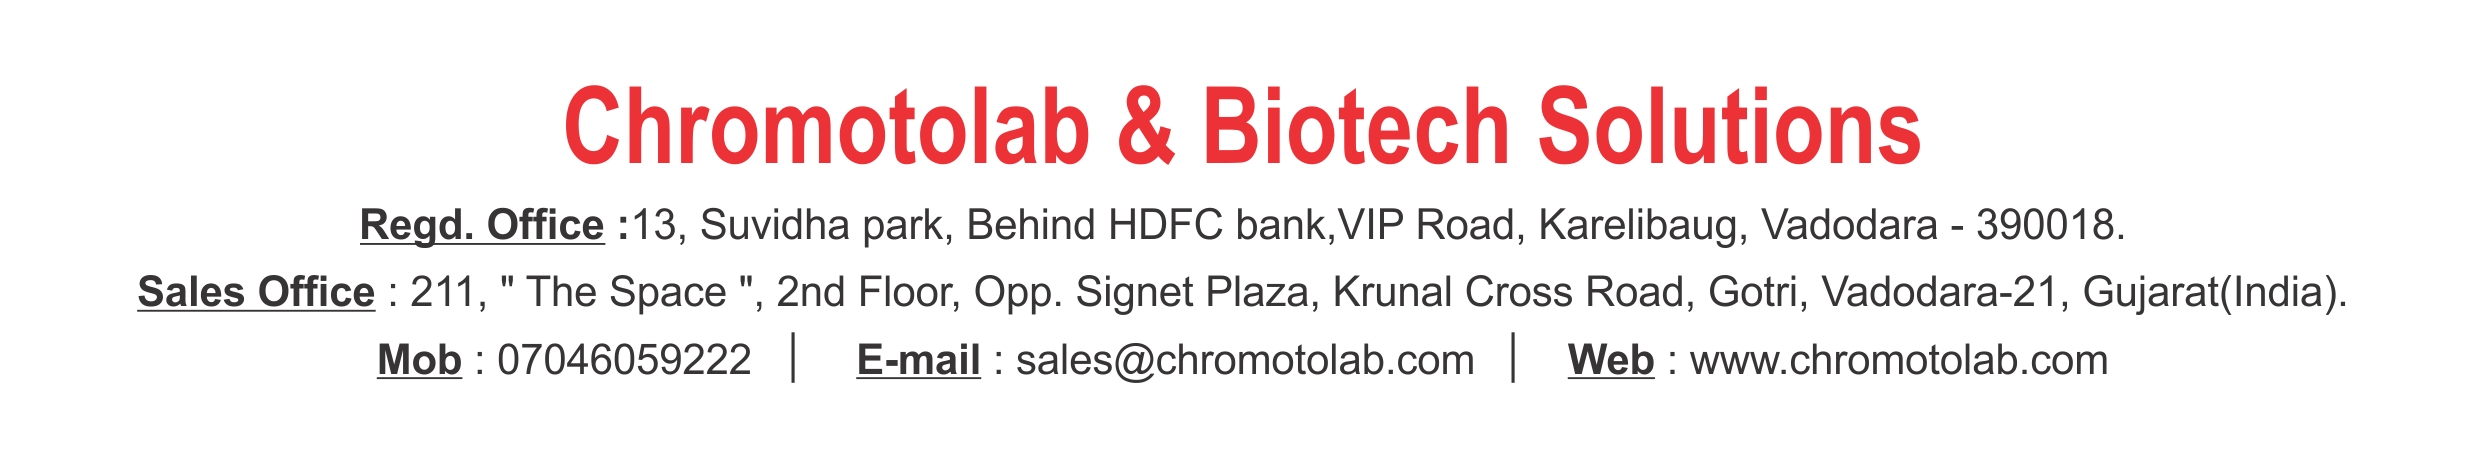 Chromotolab & Biotech Solutions
Regd. Office :13, Suvidha park, Behind HDFC bank,VIP Road, Karelibaug, Vadodara - 390018.
Sales Office : 211, " The Space ", 2nd Floor, Opp. Signet Plaza, Krunal Cross Road, Gotri, Vadodara-21, Gujarat(India).
Mob : 07046059222 | E-mail : sales@chromotolab.com | Web : www.chromotolab.com